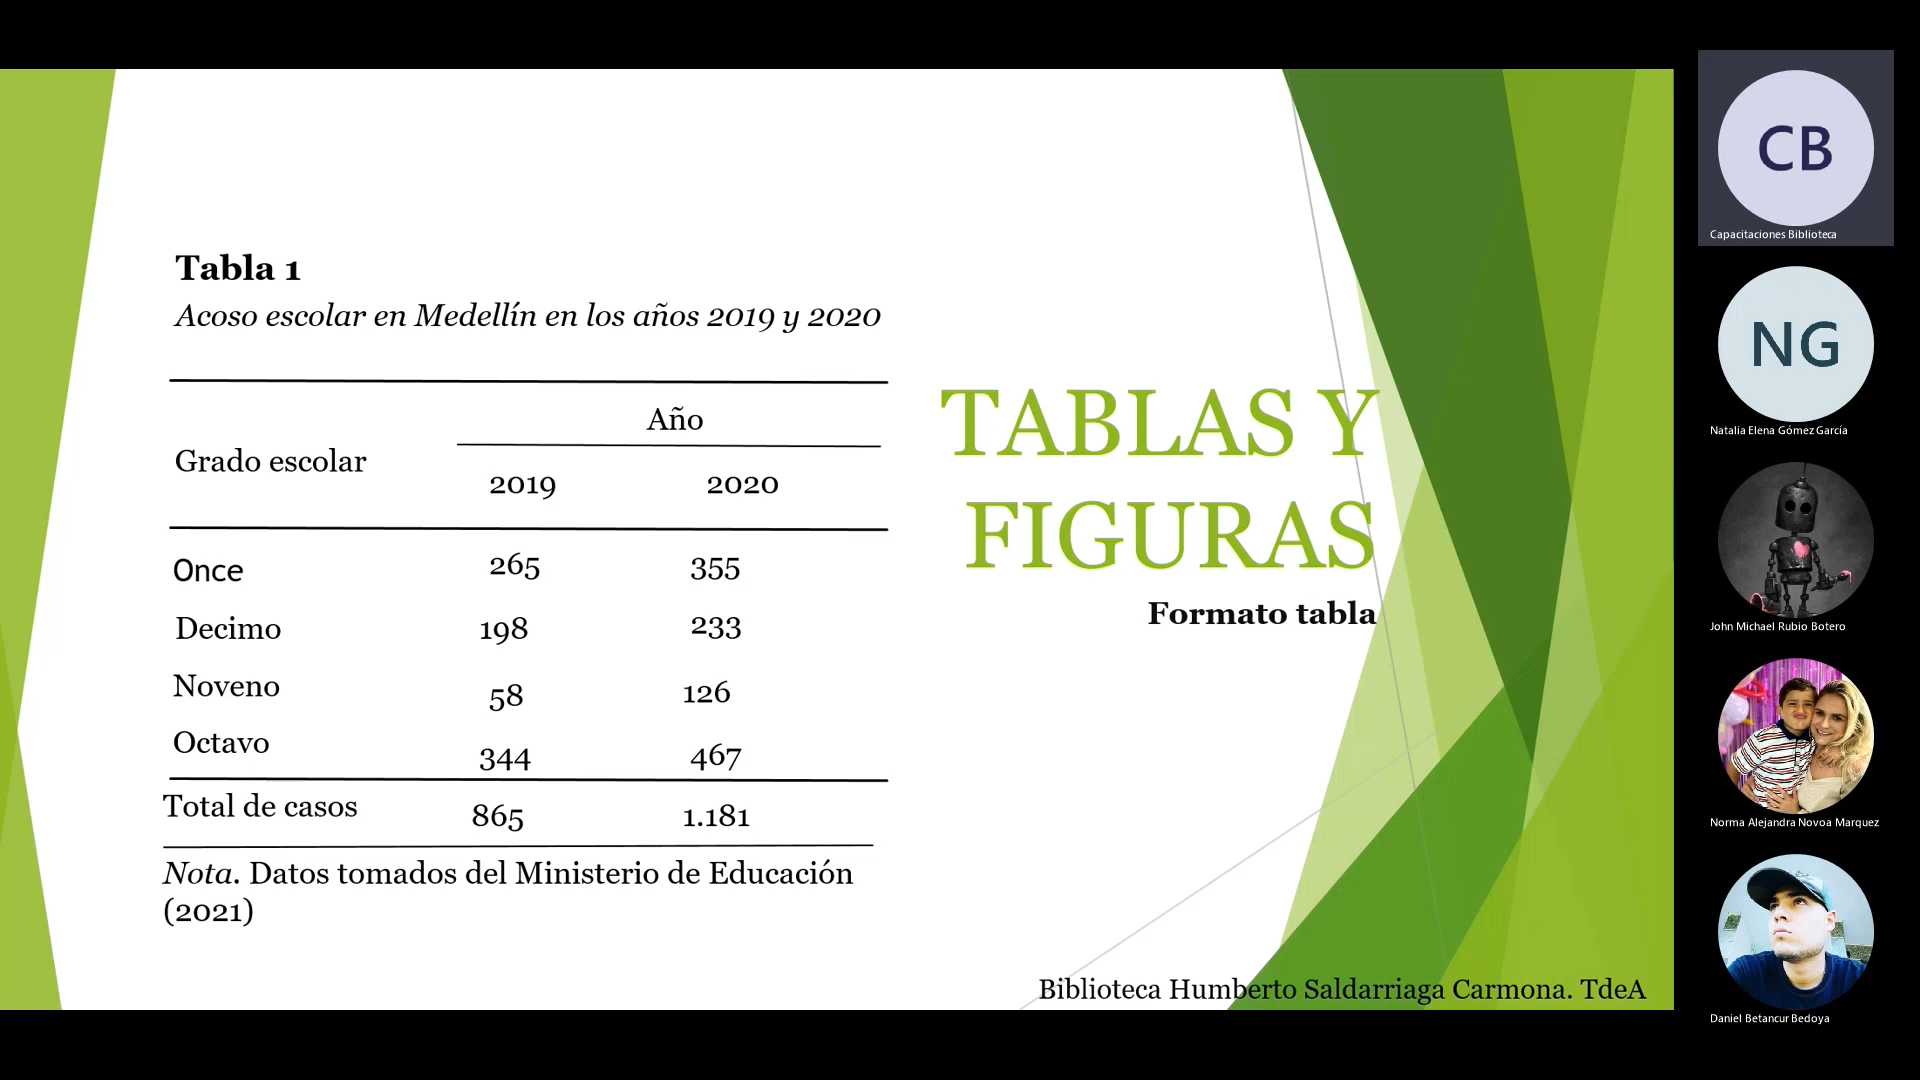 Tabla 1
Acoso escolar en Medellín en los años 2019 y 2020
Año
Grado escolar
2019 2020
Once 265 355
Decimo 198 233
Noveno 58 126
Octavo 344 467
Total de casos 865 1.181
Nota. Datos tomados del Ministerio de Educación
(2021)
TABLAS Y
FIGURAS
Formato tabla
Biblioteca Humberto Saldarriaga Carmona. TdeA
CB
Capacitaciones Biblioteca
NG
Natalia Elena Gómez García
John Michael Rubio Botero
Norma Alejandra Novoa Marquez
Daniel Betancur Bedoya